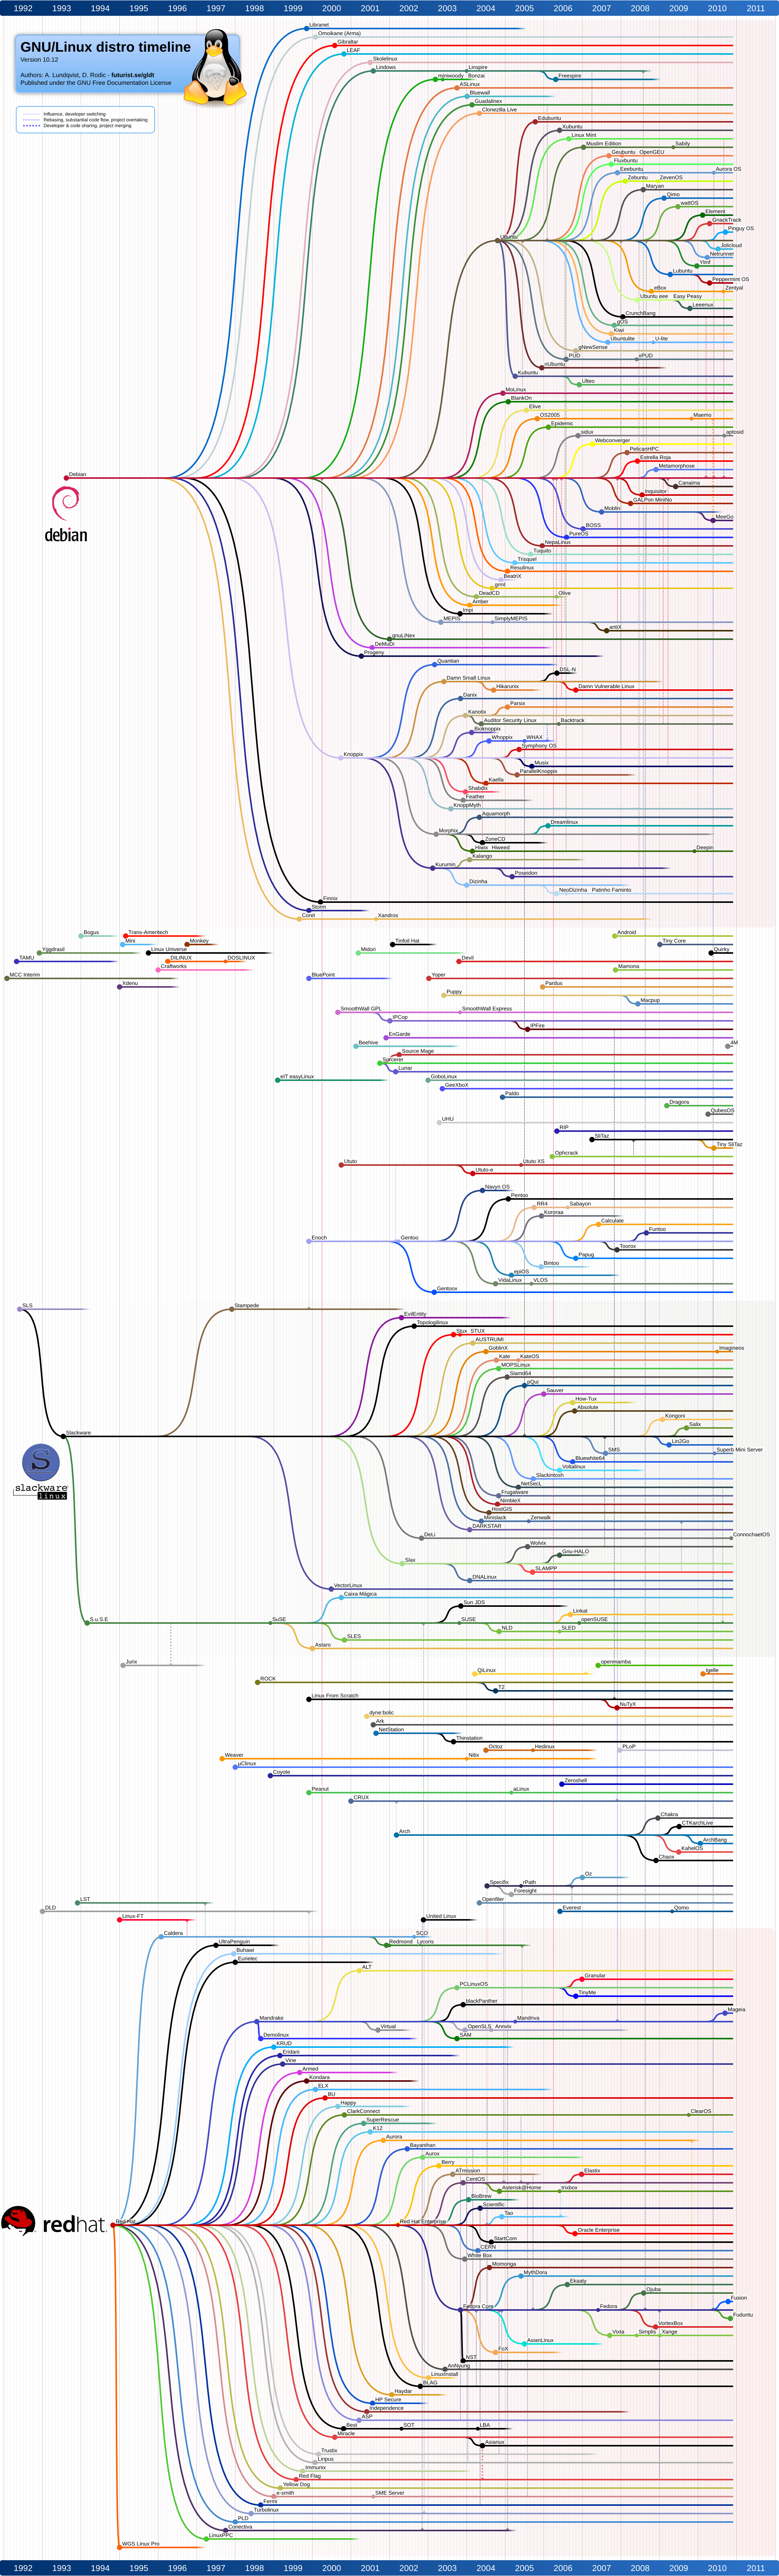 1992 1993 1994 1995 1996 1997 1998 1999 2000 2001 2002 2003 2004 2005 2006 2007 2008 2009 2010 2011
GNU/Linux distro timeline
Version 10.12
Authors: A. Lundqvist, D. Rodic - futurist.se/gldt
Published under the GNU Free Documentation License
Influence, developer switching
Rebasing, substantial code flow, project overtaking
Developer & code sharing, project merging
Libranet
Omoikane (Arma)
Gibraltar
LEAF
Skolelinux
Lindows Linspire
Freespire
miniwoody Bonzai
ASLinux
Bluewall
Guadalinex
Clonezilla Live
Edubuntu
Xubuntu
Linux Mint
Muslim Edition Sabily
Geubuntu OpenGEU
Fluxbuntu
Eeebuntu Aurora OS
Zebuntu ZevenOS
Maryan
Qimo
wattOS
Element
GnackTrack
Pinguy OS
Ubuntu
Jolicloud
Netrunner
Ylmf
Lubuntu
Peppermint OS
eBox Zentyal
Ubuntu eee Easy Peasy
Leeenux
CrunchBang
gOS
Kiwi
Ubuntulite U-lite
gNewSense
PUD xPUD
nUbuntu
Kubuntu
Ulteo
MoLinux
BlankOn
Elive
OS2005 Maemo
Epidemic
sidux aptosid
Webconverger
PelicanHPC
Estrella Roja
Metamorphose
Debian
Canaima
Inquisitor
GALPon MiniNo
Moblin
MeeGo
BOSS
PureOS
debian
NepaLinux
Tuquito
Trisquel
Resulinux
BeatrIX
grml
DeadCD Olive
Amber
Impi
MEPIS SimplyMEPIS
antiX
gnuLiNex
DeMuDi
Progeny
Quantian
DSL-N
Damn Small Linux
Hikarunix Damn Vulnerable Linux
Danix
Parsix
Kanotix
Auditor Security Linux Backtrack
Bioknoppix
Whoppix WHAX
Symphony OS
Knoppix
Musix
ParallelKnoppix
Kaella
Shabdix
Feather
KnoppMyth
Aquamorph
Dreamlinux
Morphix
ZoneCD
Hiwix Hiweed Deepin
Kalango
Kurumin
Poseidon
Dizinha
NeoDizinha Patinho Faminto
Finnix
Storm
Corel Xandros
Bogus Trans-Ameritech Android
Mini Monkey Tinfoil Hat Tiny Core
Yggdrasil Linux Universe Midori Quirky
TAMU DILINUX DOSLINUX Devil
Craftworks Mamona
MCC Interim BluePoint Yoper
Xdenu Pardus
Puppy
Macpup
SmoothWall GPL SmoothWall Express
IPCop
IPFire
EnGarde
Beehive 4M
Source Mage
Sorcerer
Lunar
eIT easyLinux GoboLinux
GeeXboX
Paldo
Dragora
QubesOS
UHU
RIP
SliTaz
Tiny SliTaz
Ophcrack
Ututo Ututo XS
Ututo-e
Navyn OS
Pentoo
RR4 Sabayon
Kororaa
Calculate
Funtoo
Enoch Gentoo
Toorox
Papug
Bintoo
epiOS
VidaLinux VLOS
Gentoox
SLS Stampede
EvilEntity
Topologilinux
Stux STUX
AUSTRUMI
GoblinX Imagineos
Kate KateOS
MOPSLinux
Slamd64
pQui
Sauver
How-Tux
Absolute
Kongoni
Salix
Slackware
Lin2Go
SMS Superb Mini Server
Bluewhite64
Voltalinux
Slackintosh
NetSecL
slackware
linux
Frugalware
NimbleX
HostGIS
Minislack Zenwalk
DARKSTAR
DeLi ConnochaetOS
Wolvix
Gnu-HALO
Slax
SLAMPP
DNALinux
VectorLinux
Caixa Mágica
Sun JDS
Linkat
S.u.S.E SuSE SUSE openSUSE
NLD SLED
SLES
Astaro
Jurix openmamba
QiLinux Igelle
ROCK
T2
Linux From Scratch
NuTyX
dyne:bolic
Ark
NetStation
Thinstation
Octoz Hedinux PLoP
Weaver Nitix
µClinux
Coyote
Zeroshell
Peanut aLinux
CRUX
Chakra
CTKarchLive
Arch
ArchBang
KahelOS
Chaox
Oz
Specifix rPath
Foresight
LST Openfiler
DLD Everest Qomo
Linux-FT United Linux
Caldera SCO
UltraPenguin Redmond Lycoris
Buhawi
Eurielec
ALT
Granular
PCLinuxOS
TinyMe
blackPanther
Mageia
Mandrake Mandriva
Virtual OpenSLS Annvix
Demolinux SAM
KRUD
Eridani
Vine
Armed
Kondara
ELX
BU
Happy
ClarkConnect ClearOS
SuperRescue
K12
Aurora
Bayanihan
Aurox
Berry
ATmission Elastix
CentOS
Asterisk@Home trixbox
BioBrew
Scientific
Tao
redhat
Red Hat Red Hat Enterprise
Oracle Enterprise
StartCom
CERN
White Box
Momonga
MythDora
Ekaaty
Ojuba
Fusion
Fedora Core Fedora
Fuduntu
VortexBox
Vixta Simplis Xange
AsianLinux
FoX
NST
AnNyung
LinuxInstall
BLAG
Haydar
HP Secure
Independence
ASP
Best SOT LBA
Miracle
Asianux
Trustix
Linpus
Immunix
Red Flag
Yellow Dog
e-smith SME Server
Fermi
Turbolinux
PLD
Conectiva
LinuxPPC
WGS Linux Pro
1992 1993 1994 1995 1996 1997 1998 1999 2000 2001 2002 2003 2004 2005 2006 2007 2008 2009 2010 2011